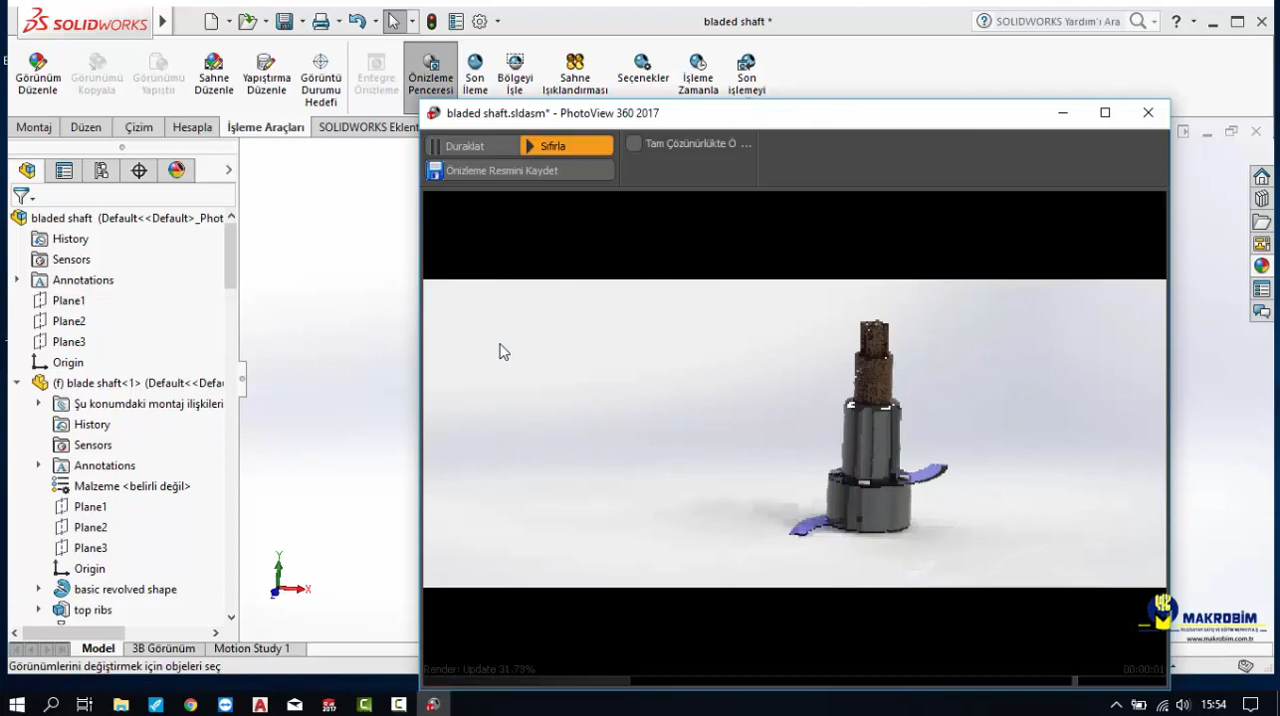 SOLIDWORKS
bladed shaft *
SOLIDWORKS Yardım'ı Ara
?
Görünüm Düzenle
Görünümü Kopyala
Görünümü Yapıştır
Sahne Düzenle
Yapıştırma Düzenle
Görüntü Durumu Hedefi
Entegre Önizleme
Önizleme Penceresi
Son İleme
Bölgeyi İşle
Sahne Işıklandırması
Seçenekler
İşleme Zamanla
Son işlemeyi
Montaj
Düzen
Çizim
Hesapla
İşleme Araçları
SOLIDWORKS Eklent
bladed shaft.sldasm* - PhotoView 360 2017
Duraklat
Sıfırla
Tam Çözünürlükte Ö ...
Önizleme Resmini Kaydet
bladed shaft (Default<<Default>_Phot
History
Sensors
Annotations
Plane1
Plane2
Plane3
Origin
(f) blade shaft<1> (Default<<Defau
Şu konumdaki montaj ilişkileri
History
Sensors
Annotations
Malzeme <belirli değil>
Plane1
Plane2
Plane3
Origin
basic revolved shape
top ribs
Y
X
Z
MAKROBİM
www.makrobim.com.tr
Model
3B Görünüm
Motion Study 1
Render: Update 31.73%
00:00:01
Görünümlerini değiştirmek için objeleri seç
15:54